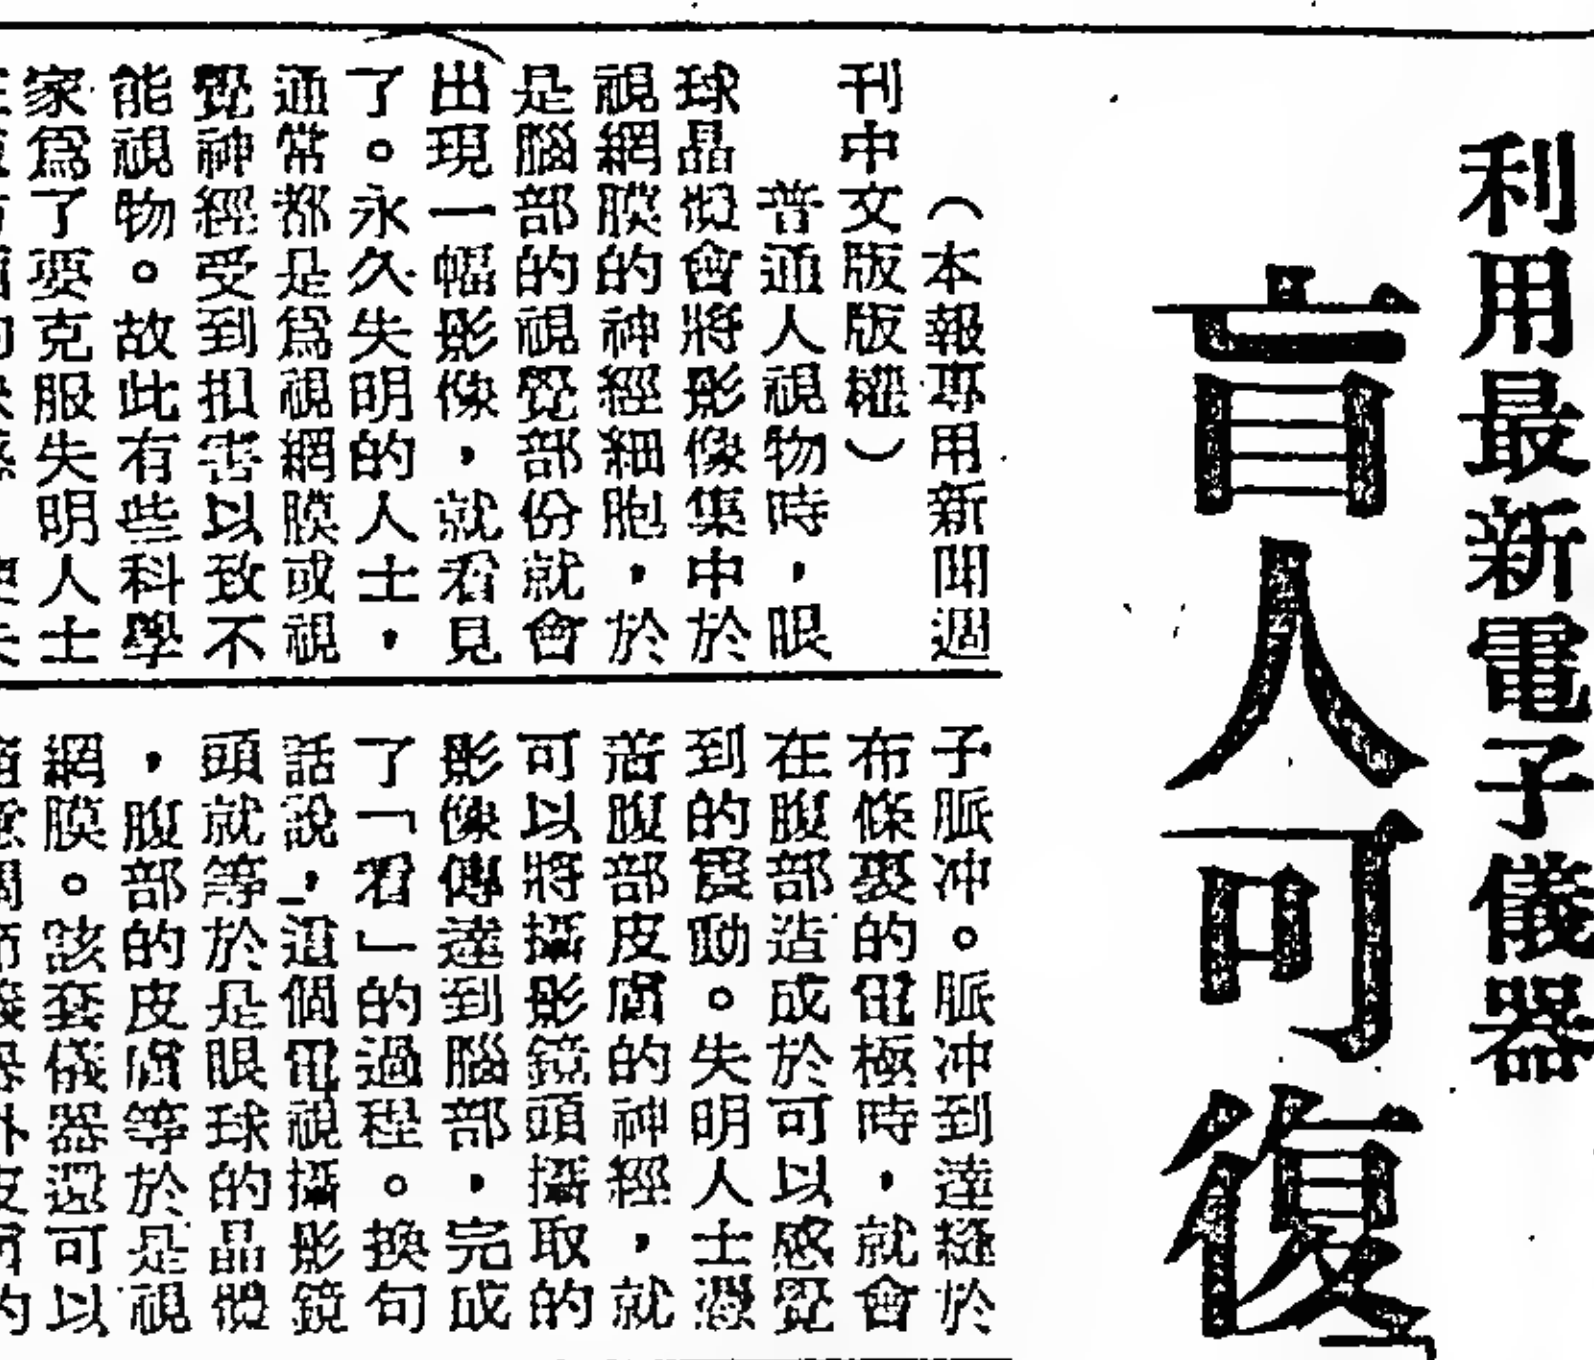 利用最新電子儀器
盲人可復
（本報專用新聞週
刊中文版版權）
普通人視物時，眼
球晶體會將影像集中於
視網膜的神經細胞，於
是腦部的視覺部份就會
出現一幅影像，就看見
了。永久失明的人士，
通常都是爲視網膜或視
覺神經受到損害以致不
能視物。故此有些科學
家爲了要克服失明人士
子脈冲。脈冲到達縫於
布條裏的電極時，就會
在腹部造成於可以感覺
到的震動。失明人士憑
着腹部皮膚的神經，就
可以將攝影鏡頭攝取的
影像傳達到腦部，完成
了「看」的過程。換句
話說，這個電視攝影鏡
頭就等於是眼球的晶體
，腹部的皮膚等於是視
網膜。該套儀器還可以